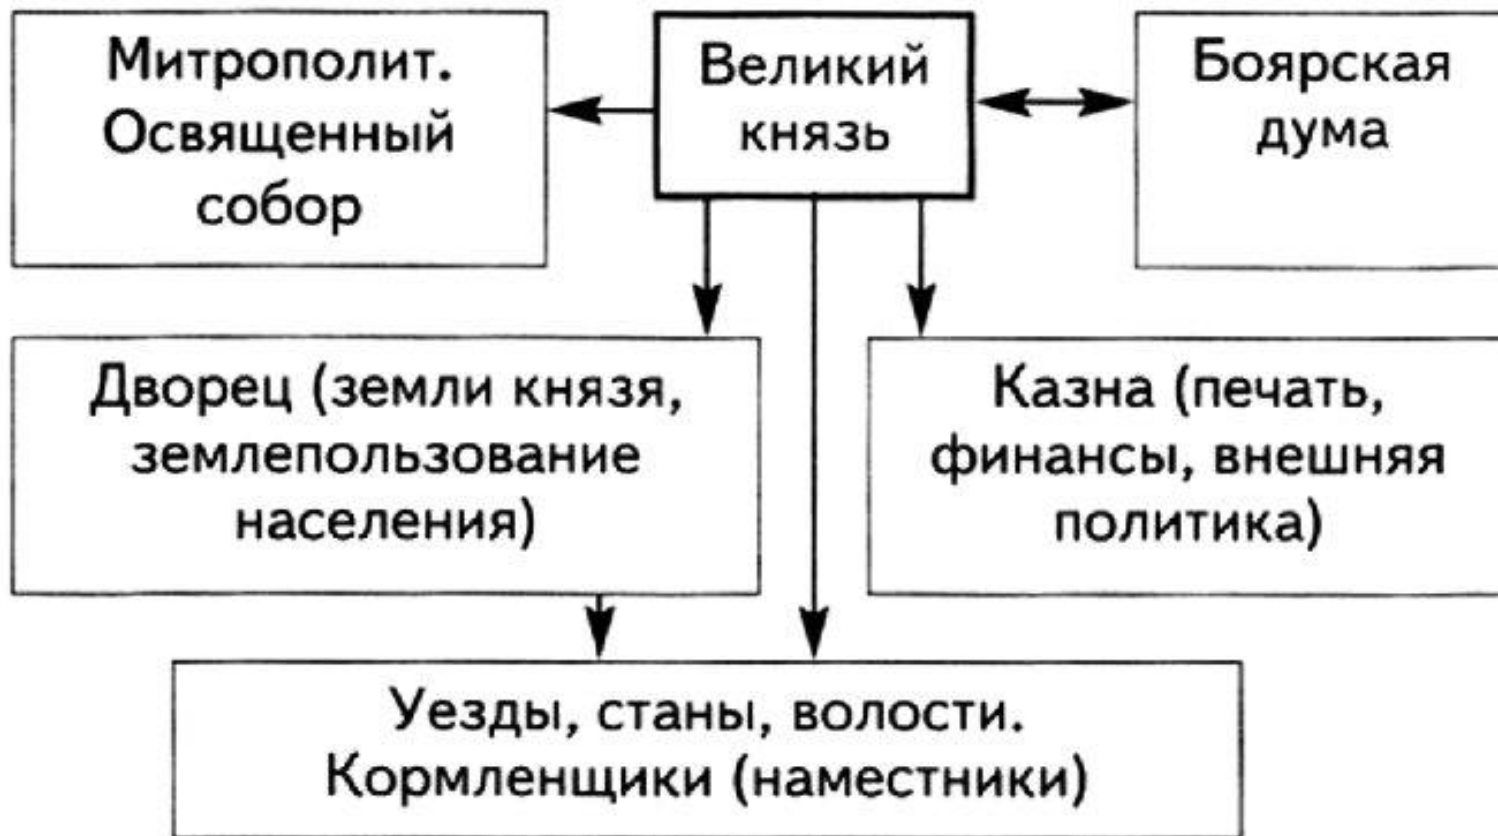 Митрополит.
Освященный
собор
Великий
князь
Боярская
дума
Дворец (земли князя,
землепользование
населения)
Казна (печать,
финансы, внешняя
политика)
Уезды, станы, волости.
Кормленщики (наместники)